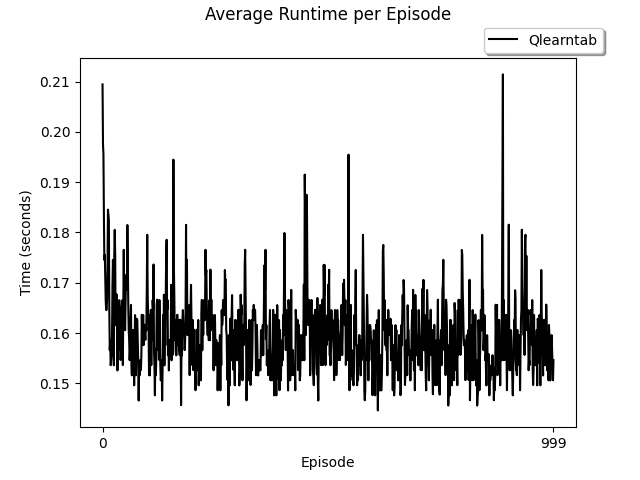 Average Runtime per Episode
Qlearntab
0.21
0.20
0.19
0.18
0.17
0.16
0.15
Time (seconds)
0
999
Episode